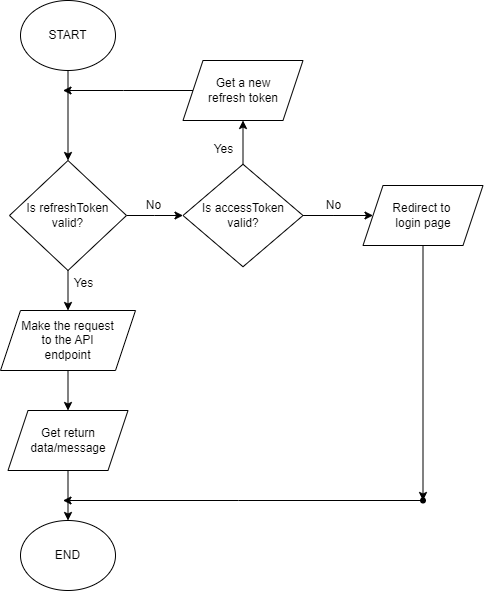 START
Get a new
refresh token
Yes
Is refreshToken
valid?
No
Is accessToken
valid?
No
Redirect to
login page
Yes
Make the request
to the API
endpoint
Get return
data/message
END